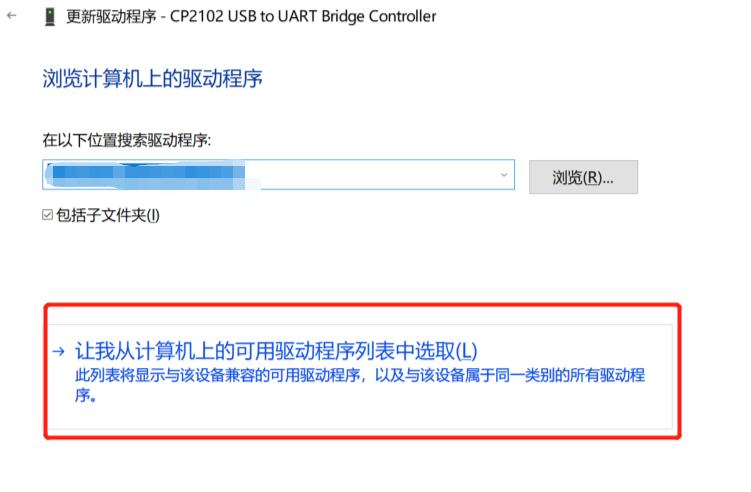 更新驱动程序 - CP2102 USB to UART Bridge Controller
浏览计算机上的驱动程序
在以下位置搜索驱动程序:
浏览(R)...
包括子文件夹(I)
让我从计算机上的可用驱动程序列表中选取(L)
此列表将显示与该设备兼容的可用驱动程序，以及与该设备属于同一类别的所有驱动程
序。